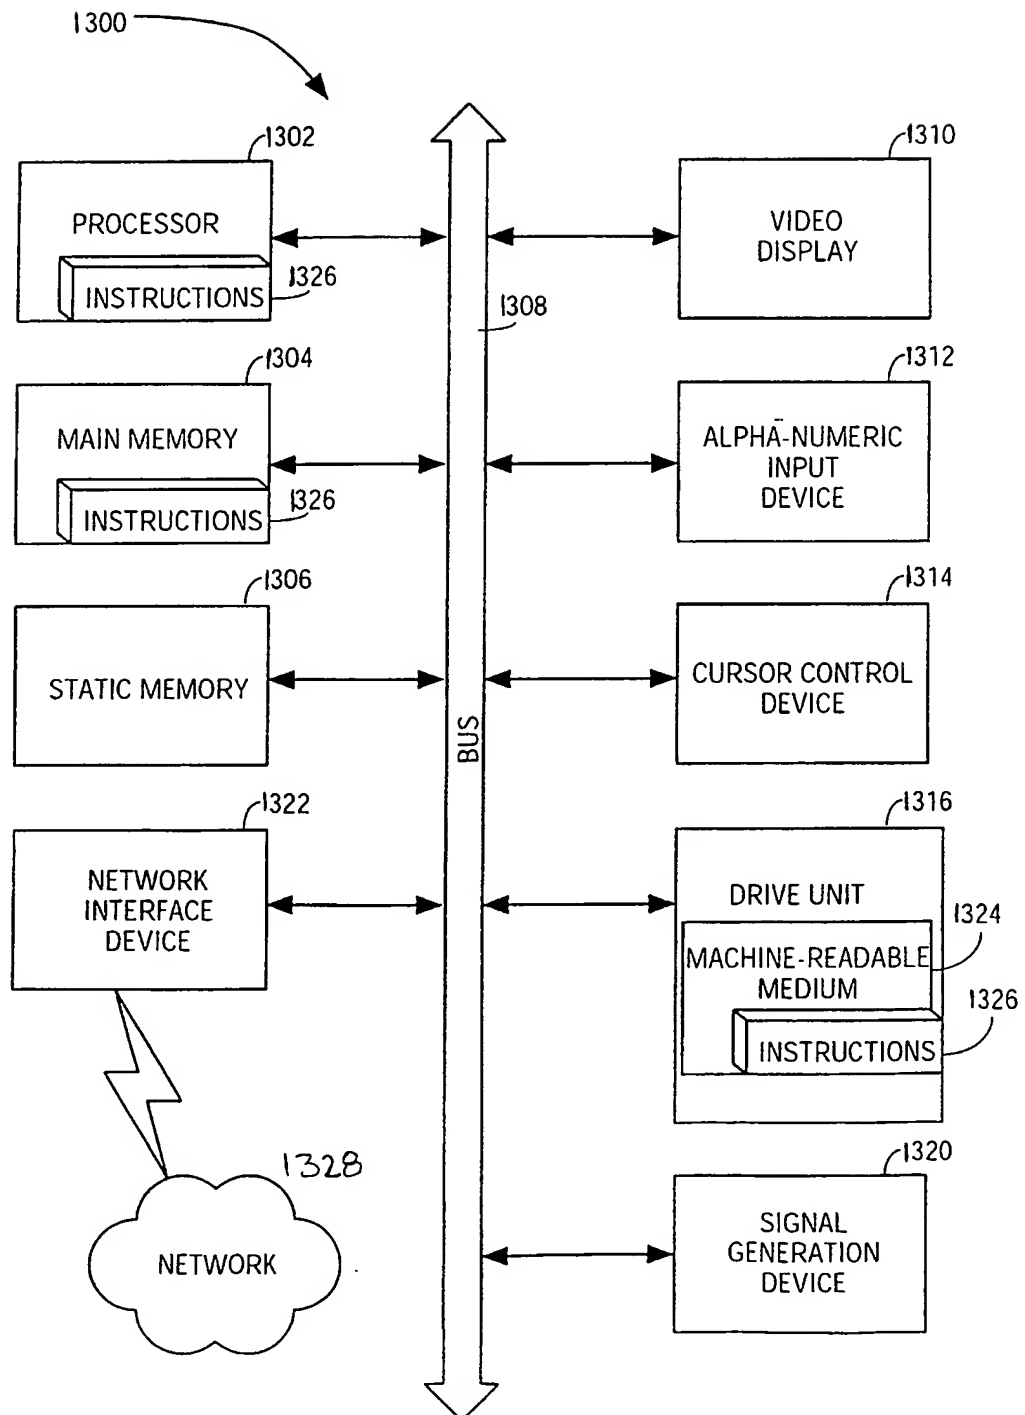 1300
1302
PROCESSOR
1326
INSTRUCTIONS
1304
MAIN MEMORY
1326
INSTRUCTIONS
1306
STATIC MEMORY
1322
NETWORK
INTERFACE
DEVICE
1328
NETWORK
1308
BUS
1310
VIDEO
DISPLAY
1312
ALPHA-NUMERIC
INPUT
DEVICE
1314
CURSOR CONTROL
DEVICE
1316
DRIVE UNIT
1324
MACHINE-READABLE
MEDIUM
1326
INSTRUCTIONS
1320
SIGNAL
GENERATION
DEVICE